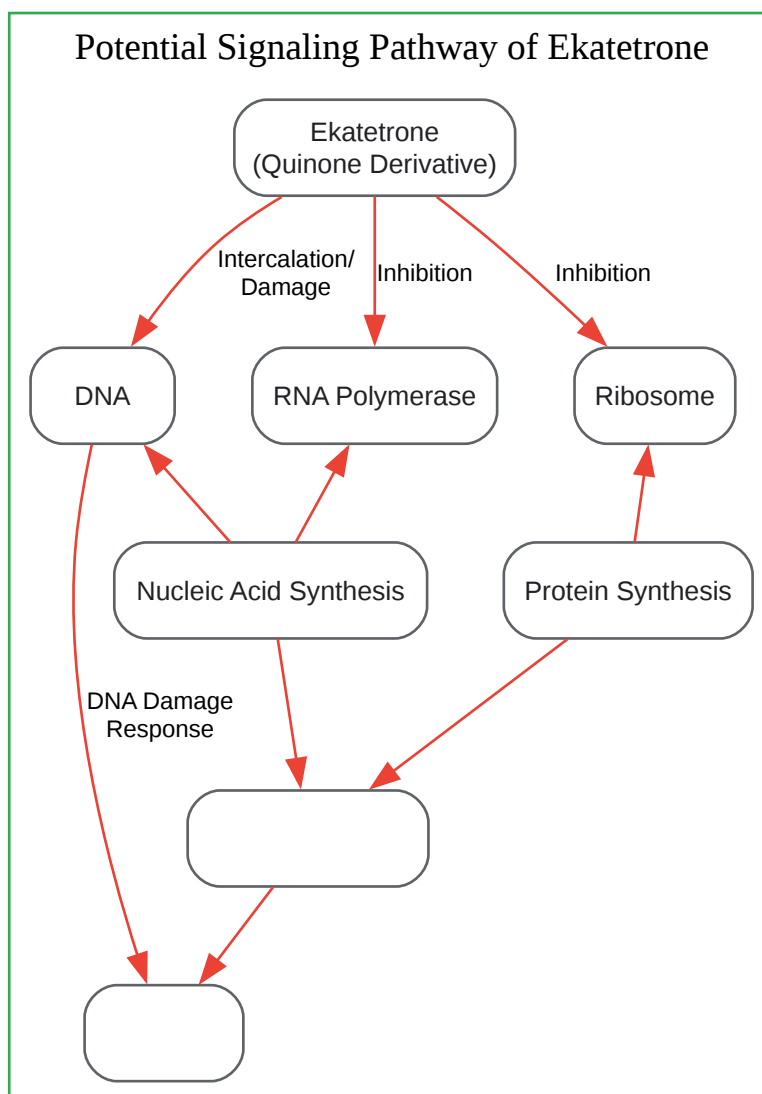 Potential Signaling Pathway of Ekatetrone
Ekatetrone
(Quinone Derivative)
Intercalation/
Damage
Inhibition
Inhibition
DNA
RNA Polymerase
Ribosome
Nucleic Acid Synthesis
Protein Synthesis
DNA Damage
Response